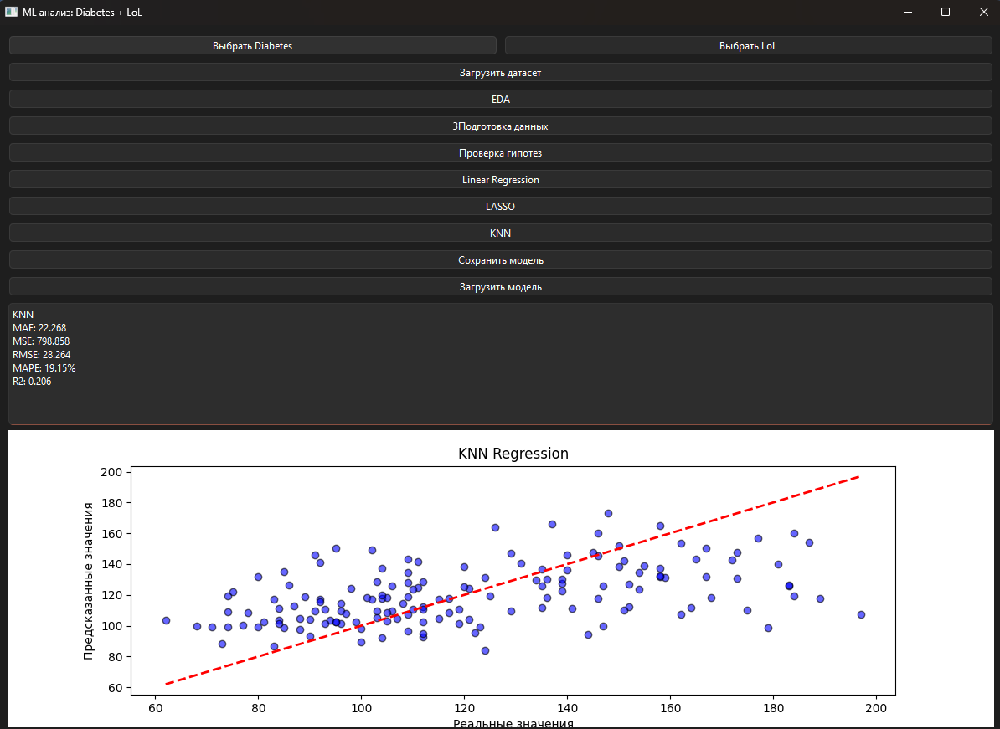 ML анализ: Diabetes + LoL
Выбрать Diabetes
Выбрать LoL
Загрузить датасет
EDA
3Подготовка данных
Проверка гипотез
Linear Regression
LASSO
KNN
Сохранить модель
Загрузить модель
KNN
MAE: 22.268
MSE: 798.858
RMSE: 28.264
MAPE: 19.15%
R2: 0.206
KNN Regression
Предсказанные значения
200
180
160
140
120
100
80
60
60 80 100 120 140 160 180 200
Реальные значения